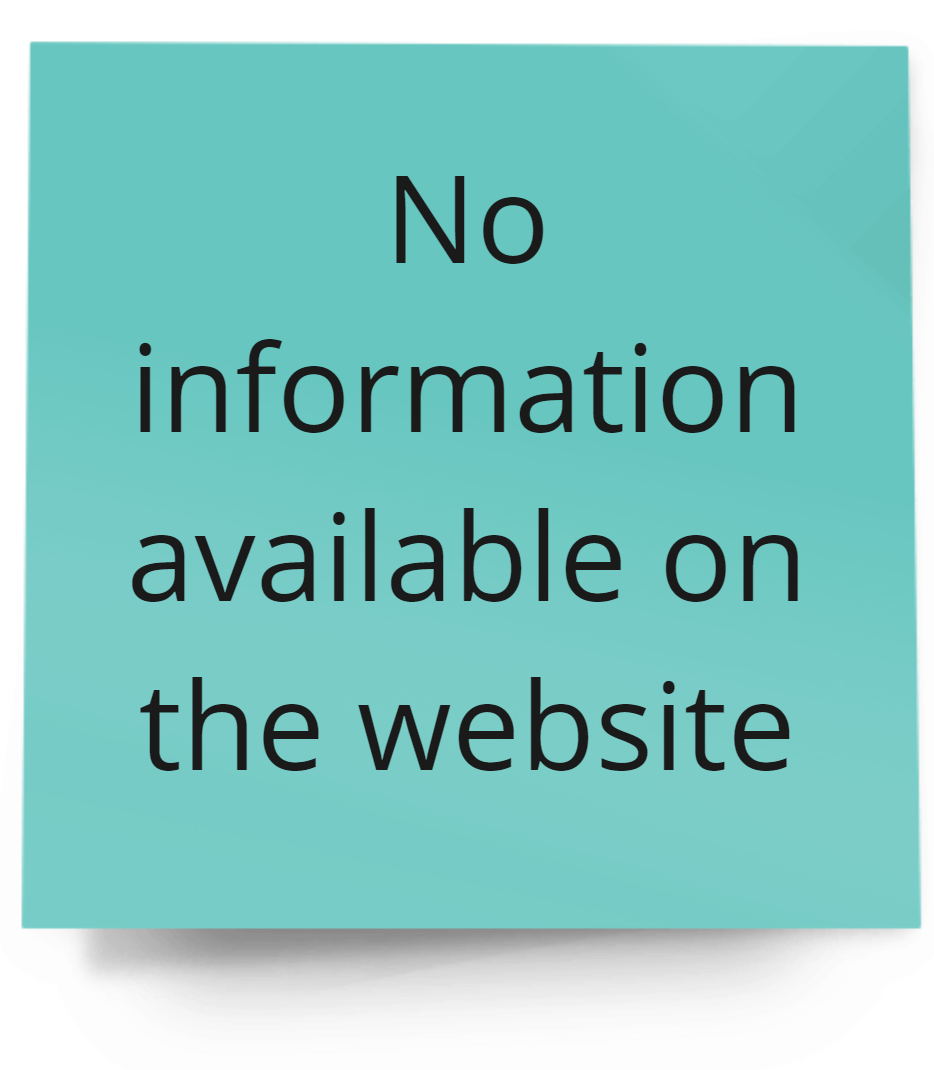 No
information
available on
the website